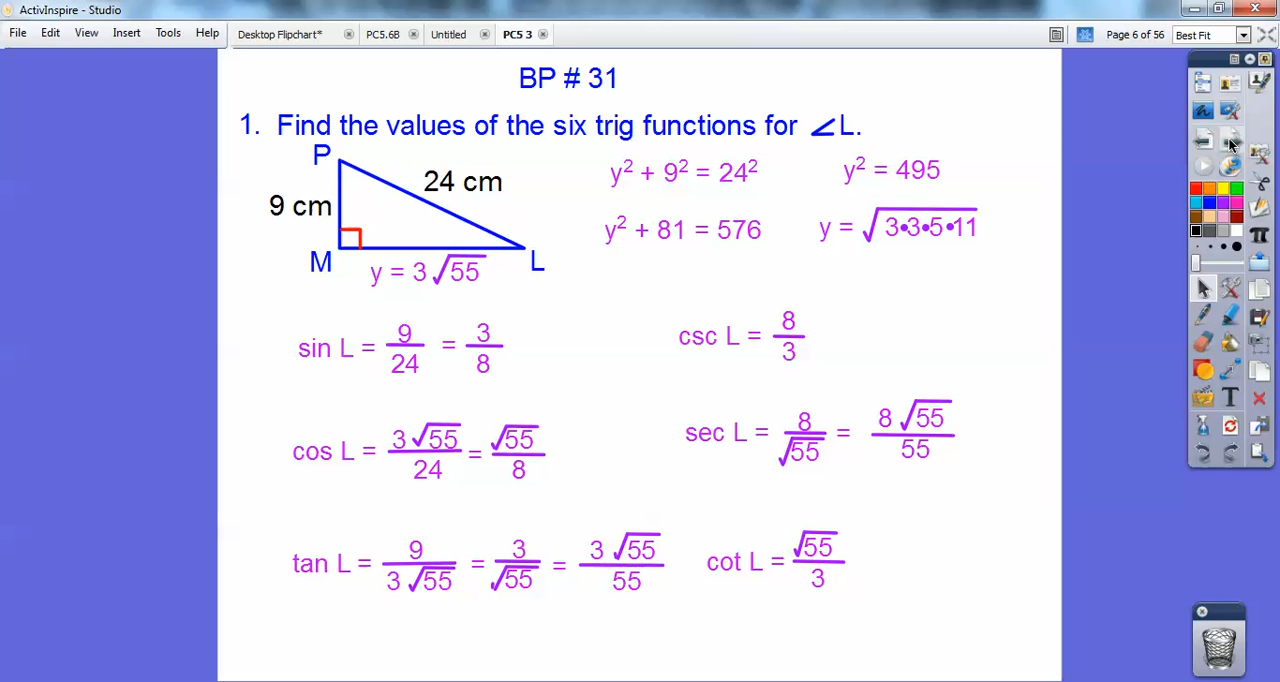 ActivInspire - Studio
File Edit View Insert Tools Help Desktop Flipchart* PC5.6B Untitled PC5 3 Page 6 of 56 Best Fit
BP # 31
1. Find the values of the six trig functions for ∠L.
P
24 cm
9 cm
M
L
y = 3√55
y² + 9² = 24²
y² = 495
y² + 81 = 576
y = √3•3•5•11
sin L = 9/24 = 3/8
csc L = 8/3
cos L = 3√55/24 = √55/8
sec L = 8/√55 = 8√55/55
tan L = 9/3√55 = 3/√55 = 3√55/55
cot L = √55/3